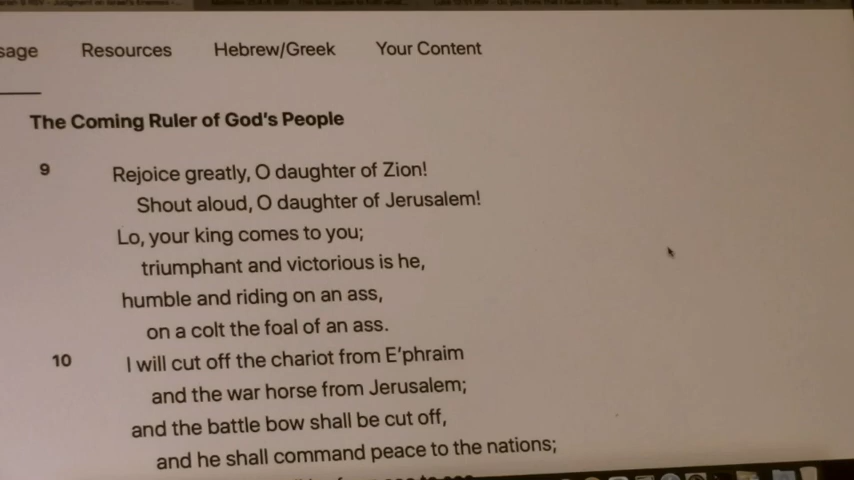 sage Resources Hebrew/Greek Your Content
The Coming Ruler of God's People
9 Rejoice greatly, O daughter of Zion!
Shout aloud, O daughter of Jerusalem!
Lo, your king comes to you;
triumphant and victorious is he,
humble and riding on an ass,
on a colt the foal of an ass.
10 I will cut off the chariot from E'phraim
and the war horse from Jerusalem;
and the battle bow shall be cut off,
and he shall command peace to the nations;